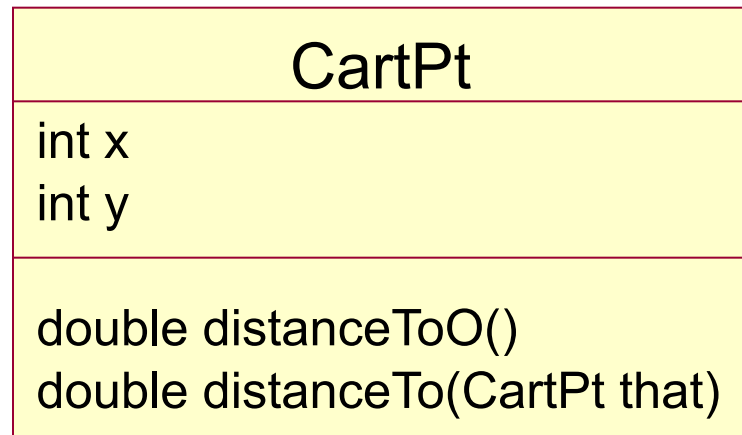 CartPt
int x
int y
double distanceToO()
double distanceTo(CartPt that)